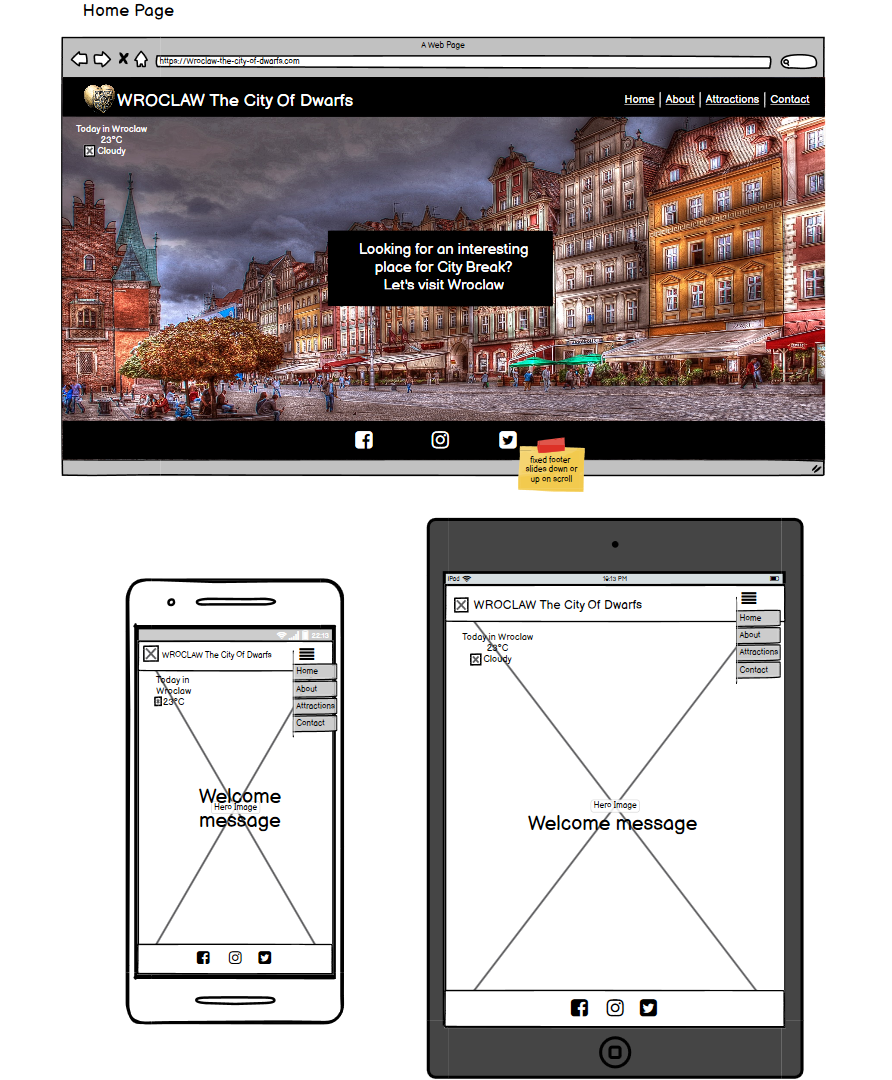 Home Page
A Web Page
https://Wroclaw-the-city-of-dwarfs.com
WROCLAW The City Of Dwarfs
Home | About | Attractions | Contact
Today in Wroclaw
23°C
Cloudy
Looking for an interesting
place for City Break?
Let's visit Wroclaw
fixed footer
slides down or
up on scroll
22:13
WROCLAW The City Of Dwarfs
Home
About
Attractions
Contact
Today in
Wroclaw
23°C
Welcome
Hero Image
message
iPod
10:13 PM
WROCLAW The City Of Dwarfs
Home
About
Attractions
Contact
Today in Wroclaw
23°C
Cloudy
Hero Image
Welcome message